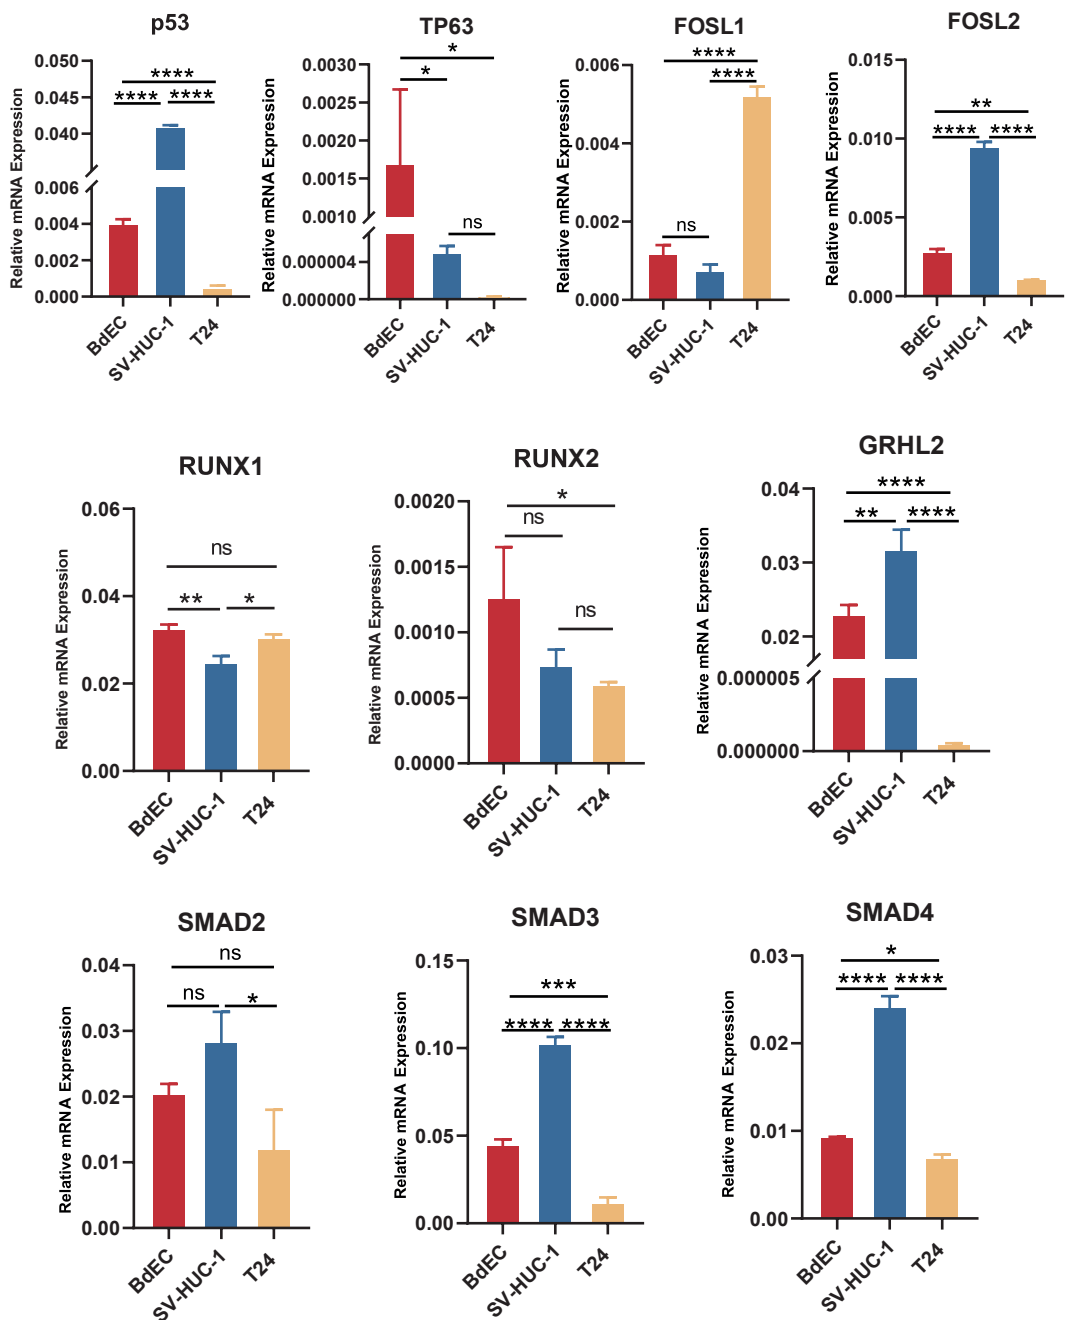 p53
Relative mRNA Expression
0.050
0.045
0.040
0.006
0.004
0.002
0.000
****
**** ****
BdEC
SV-HUC-1
T24
TP63
Relative mRNA Expression
0.0030
0.0025
0.0020
0.0015
0.0010
0.000004
0.000000
*
*
ns
BdEC
SV-HUC-1
T24
FOSL1
Relative mRNA Expression
0.006
0.004
0.002
0.000
****
****
ns
BdEC
SV-HUC-1
T24
FOSL2
Relative mRNA Expression
0.015
0.010
0.005
0.000
**
**** ****
BdEC
SV-HUC-1
T24
RUNX1
Relative mRNA Expression
0.06
0.04
0.02
0.00
ns
** *
BdEC
SV-HUC-1
T24
RUNX2
Relative mRNA Expression
0.0020
0.0015
0.0010
0.0005
0.0000
*
ns
ns
BdEC
SV-HUC-1
T24
GRHL2
Relative mRNA Expression
0.04
0.03
0.02
0.000005
0.000000
****
** ****
BdEC
SV-HUC-1
T24
SMAD2
Relative mRNA Expression
0.04
0.03
0.02
0.01
0.00
ns
ns *
BdEC
SV-HUC-1
T24
SMAD3
Relative mRNA Expression
0.15
0.10
0.05
0.00
***
**** ****
BdEC
SV-HUC-1
T24
SMAD4
Relative mRNA Expression
0.03
0.02
0.01
0.00
*
**** ****
BdEC
SV-HUC-1
T24